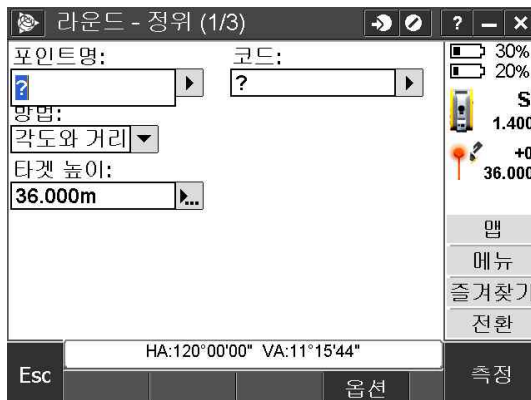 라운드 - 정위 (1/3)
? – ×
포인트명:
코드:
?
?
방법:
각도와 거리
타겟 높이:
36.000m
30%
20%
S
1.400
+0
36.000
맵
메뉴
즐겨찾기
전환
HA:120°00'00" VA:11°15'44"
Esc
옵션
측정